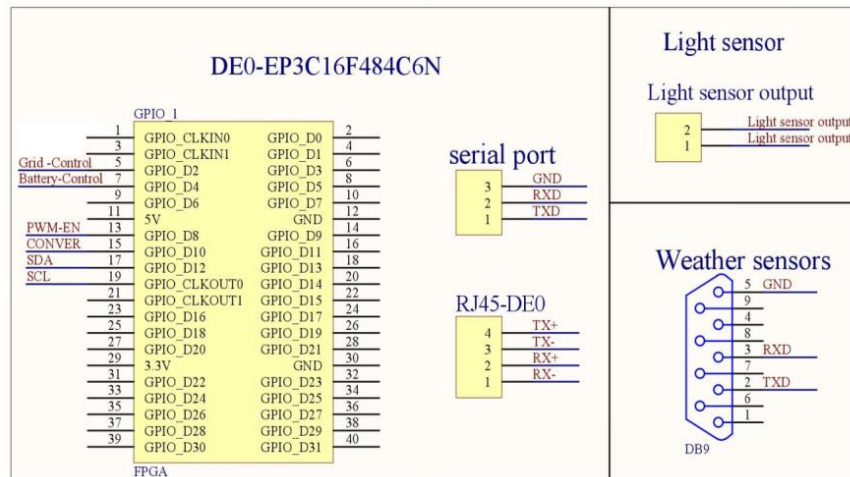 DE0-EP3C16F484C6N
GPIO_1
1 GPIO_CLKIN0 GPIO_D0 2
3 GPIO_CLKIN1 GPIO_D1 4
Grid -Control 5 GPIO_D2 GPIO_D3 6
Battery-Control 7 GPIO_D4 GPIO_D5 8
9 GPIO_D6 GPIO_D7 10
11 5V GND 12
PWM-EN 13 GPIO_D8 GPIO_D9 14
CONVER 15 GPIO_D10 GPIO_D11 16
SDA 17 GPIO_D12 GPIO_D13 18
SCL 19 GPIO_CLKOUT0 GPIO_D14 20
21 GPIO_CLKOUT1 GPIO_D15 22
23 GPIO_D16 GPIO_D17 24
25 GPIO_D18 GPIO_D19 26
27 GPIO_D20 GPIO_D21 28
29 3.3V GND 30
31 GPIO_D22 GPIO_D23 32
33 GPIO_D24 GPIO_D25 34
35 GPIO_D26 GPIO_D27 36
37 GPIO_D28 GPIO_D29 38
39 GPIO_D30 GPIO_D31 40
FPGA
serial port
3 GND
2 RXD
1 TXD
RJ45-DE0
4 TX+
3 TX-
2 RX+
1 RX-
Light sensor
Light sensor output
2 Light sensor output
1 Light sensor output
Weather sensors
5 GND
9
4
8
3 RXD
7
2 TXD
6
1
DB9